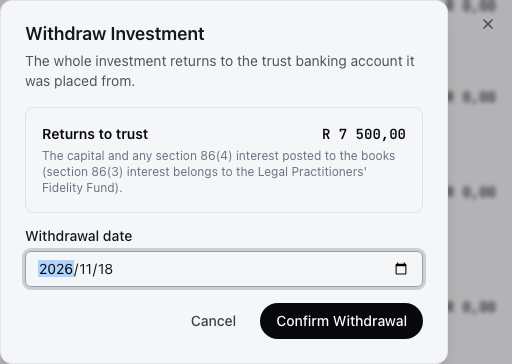 Withdraw Investment
The whole investment returns to the trust banking account it
was placed from.
Returns to trust R 7 500,00
The capital and any section 86(4) interest posted to the books
(section 86(3) interest belongs to the Legal Practitioners'
Fidelity Fund).
Withdrawal date
2026/11/18
Cancel Confirm Withdrawal